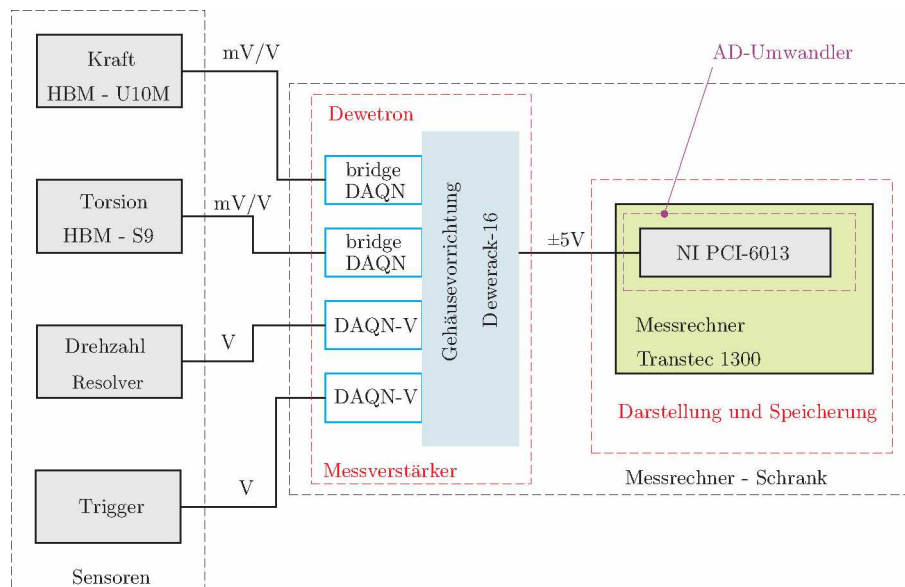 Kraft
HBM - U10M
mV/V
Torsion
HBM - S9
mV/V
Drehzahl
Resolver
V
Trigger
V
Sensoren
Dewetron
bridge
DAQN
bridge
DAQN
DAQN-V
DAQN-V
Gehäusevorrichtung
Dewerack-16
Messverstärker
±5V
AD-Umwandler
NI PCI-6013
Messrechner
Transtec 1300
Darstellung und Speicherung
Messrechner - Schrank